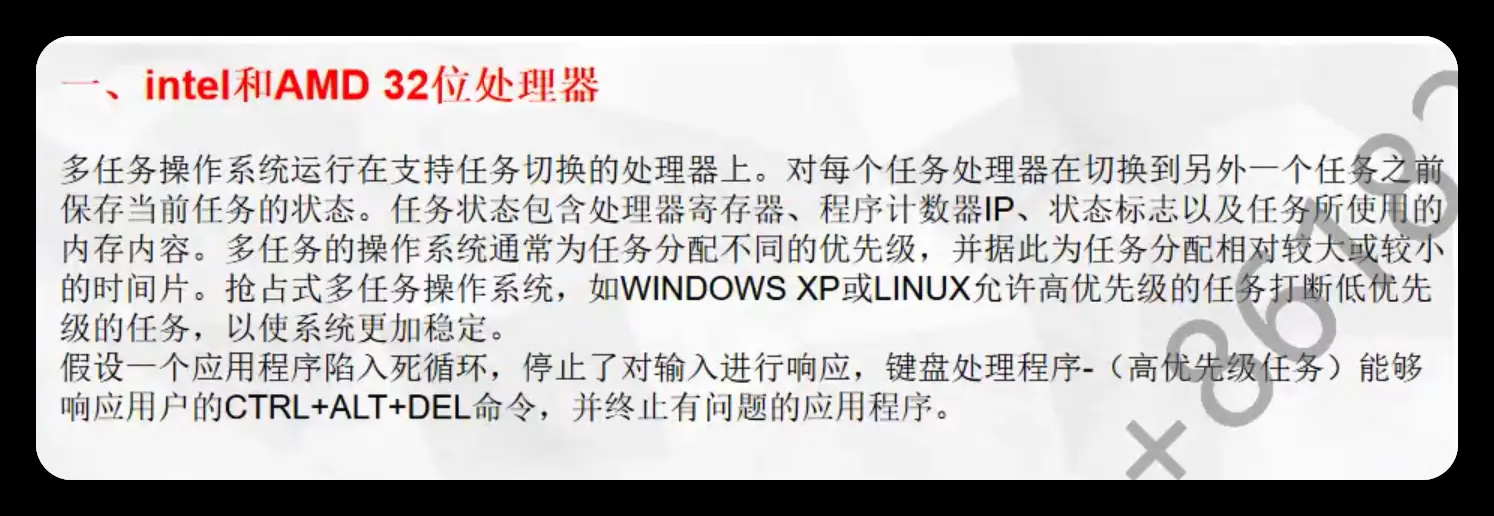 一、intel和AMD 32位处理器
多任务操作系统运行在支持任务切换的处理器上。对每个任务处理器在切换到另外一个任务之前
保存当前任务的状态。任务状态包含处理器寄存器、程序计数器IP、状态标志以及任务所使用的
内存内容。多任务的操作系统通常为任务分配不同的优先级，并据此为任务分配相对较大或较小
的时间片。抢占式多任务操作系统，如WINDOWS XP或LINUX允许高优先级的任务打断低优先
级的任务，以使系统更加稳定。
假设一个应用程序陷入死循环，停止了对输入进行响应，键盘处理程序-（高优先级任务）能够
响应用户的CTRL+ALT+DEL命令，并终止有问题的应用程序。
×8618